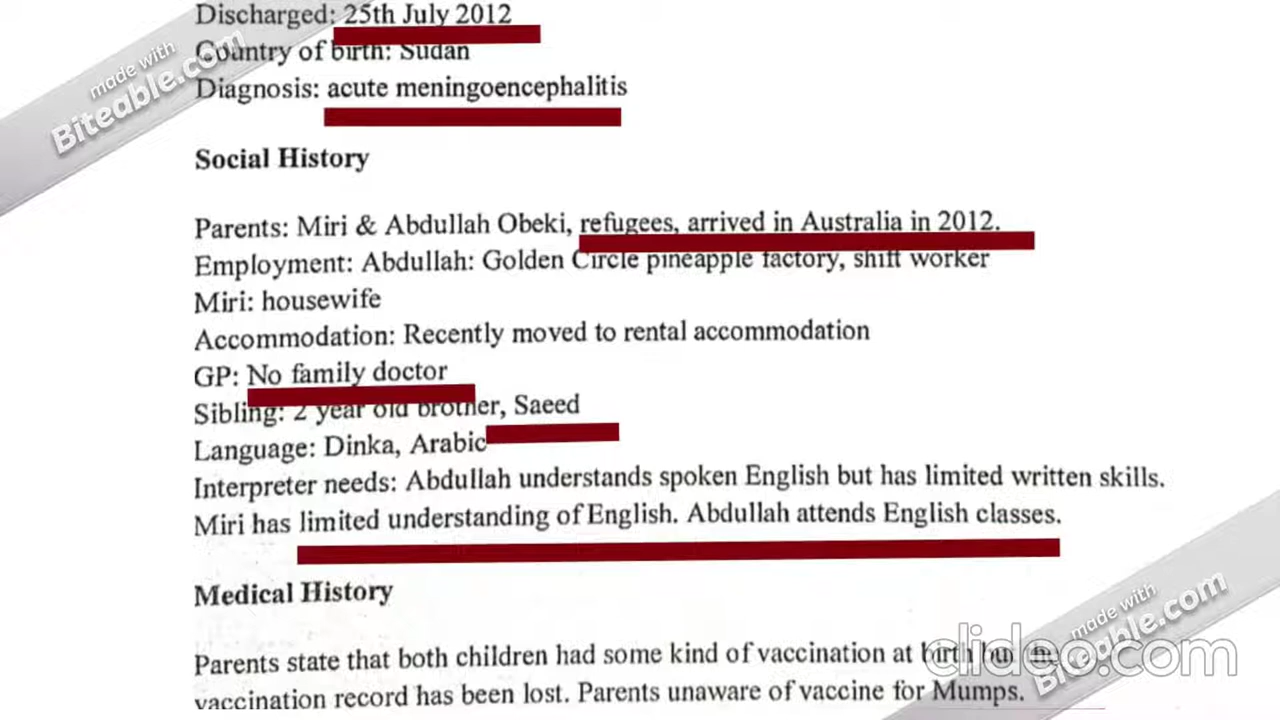 Discharged: 25th July 2012
Country of birth: Sudan
Diagnosis: acute meningoencephalitis
Social History
Parents: Miri & Abdullah Obeki, refugees, arrived in Australia in 2012.
Employment: Abdullah: Golden Circle pineapple factory, shift worker
Miri: housewife
Accommodation: Recently moved to rental accommodation
GP: No family doctor
Sibling: 2 year old brother, Saeed
Language: Dinka, Arabic
Interpreter needs: Abdullah understands spoken English but has limited written skills.
Miri has limited understanding of English. Abdullah attends English classes.
Medical History
Parents state that both children had some kind of vaccination at birth but
vaccination record has been lost. Parents unaware of vaccine for Mumps.
made with
Biteable.com
made with
Biteable.com
clideo.com